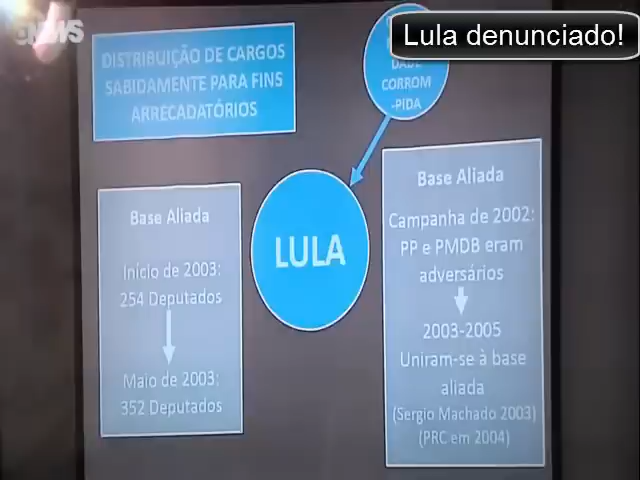 GNEWS
Lula denunciado!
DISTRIBUIÇÃO DE CARGOS
SABIDAMENTE PARA FINS
ARRECADATÓRIOS
CORROM
-PIDA
LULA
Base Aliada
Início de 2003:
254 Deputados
Maio de 2003:
352 Deputados
Base Aliada
Campanha de 2002:
PP e PMDB eram
adversários
2003-2005
Uniram-se à base
aliada
(Sergio Machado 2003)
(PRC em 2004)